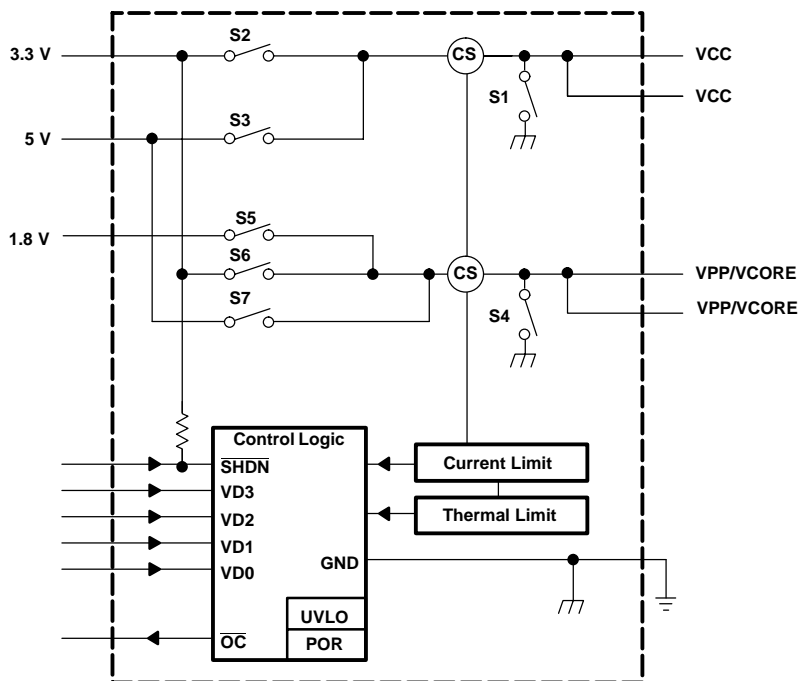 S2
3.3 V
CS
VCC
S1
VCC
S3
5 V
S5
1.8 V
S6
CS
VPP/VCORE
S7
S4
VPP/VCORE
Control Logic
SHDN
Current Limit
VD3
VD2
Thermal Limit
VD1
GND
VD0
UVLO
OC
POR